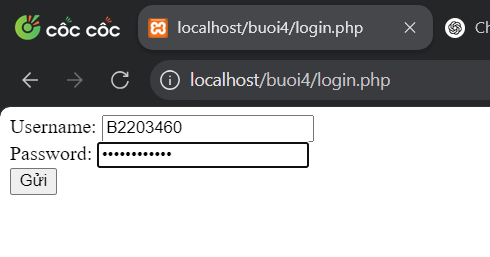 cốc cốc
localhost/buoi4/login.php
Ch
localhost/buoi4/login.php
Username: B2203460
Password: ••••••••••••
Gửi